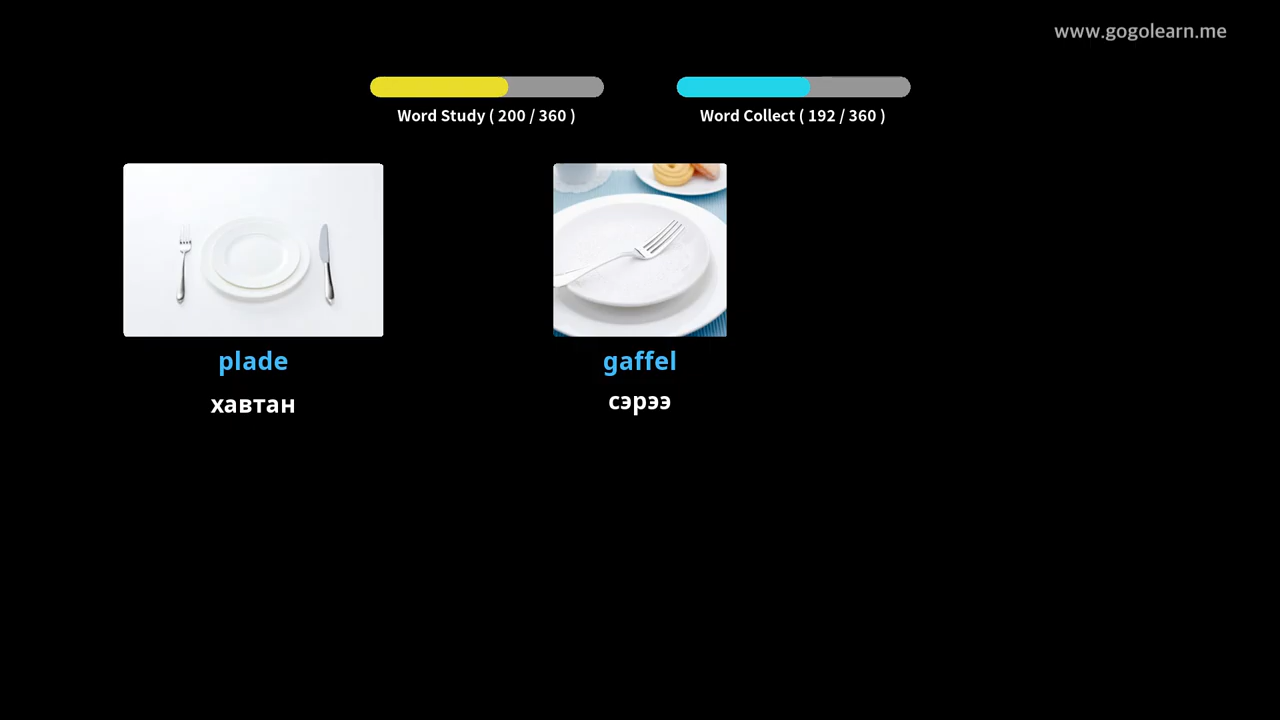 www.gogolearn.me
Word Study ( 200 / 360 )
Word Collect ( 192 / 360 )
plade
gaffel
хавтан
сэрээ